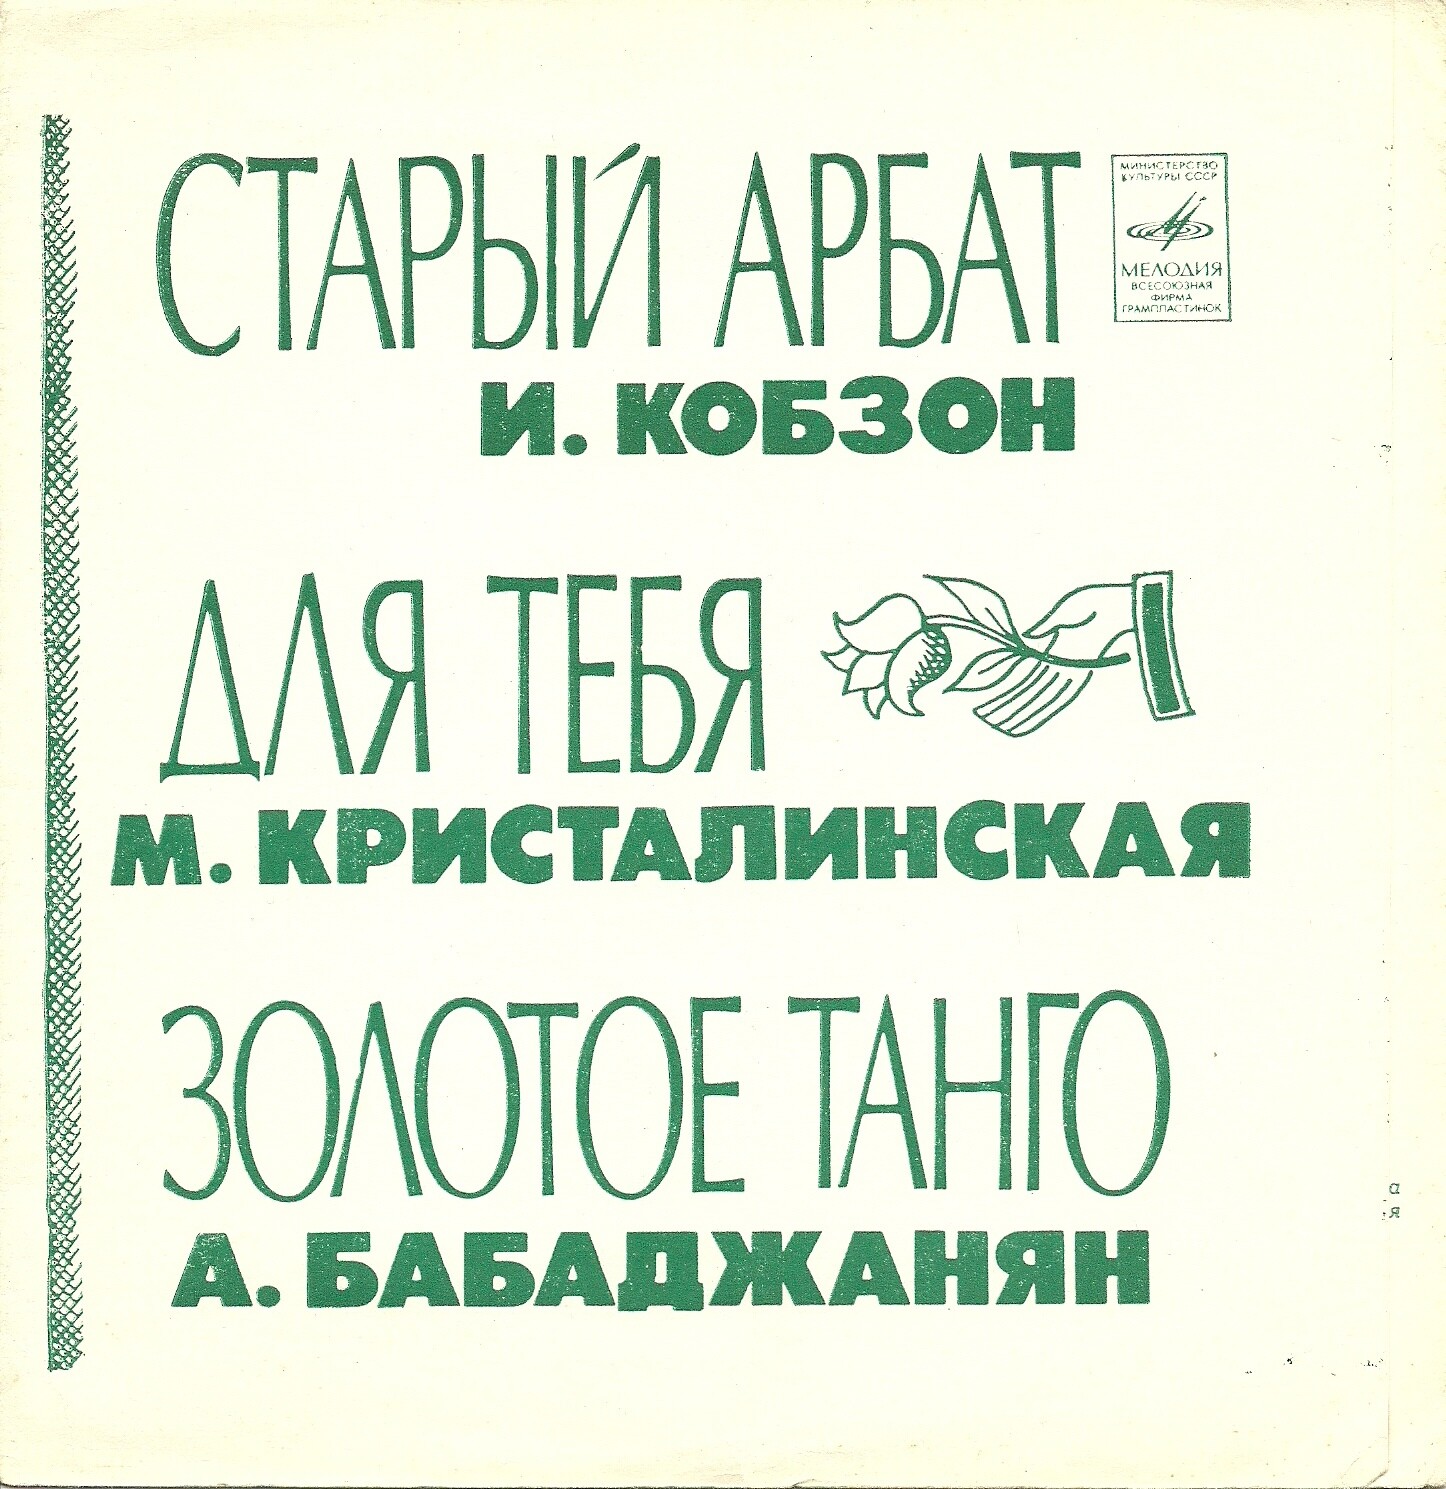 СТАРЫЙ АРБАТ
МИНИСТЕРСТВО
КУЛЬТУРЫ СССР
МЕЛОДИЯ
ВСЕСОЮЗНАЯ
ФИРМА
ГРАМПЛАСТИНОК
И. КОБЗОН
ДЛЯ ТЕБЯ
М. КРИСТАЛИНСКАЯ
ЗОЛОТОЕ ТАНГО
а
я
А. БАБАДЖАНЯН